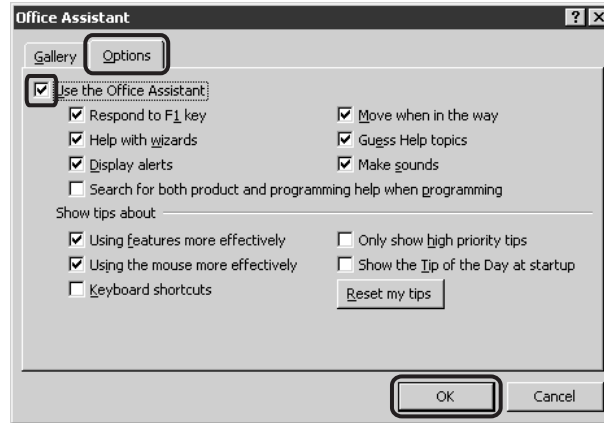 Office Assistant
Gallery Options
Use the Office Assistant
Respond to F1 key Move when in the way
Help with wizards Guess Help topics
Display alerts Make sounds
Search for both product and programming help when programming
Show tips about
Using features more effectively Only show high priority tips
Using the mouse more effectively Show the Tip of the Day at startup
Keyboard shortcuts Reset my tips
OK Cancel